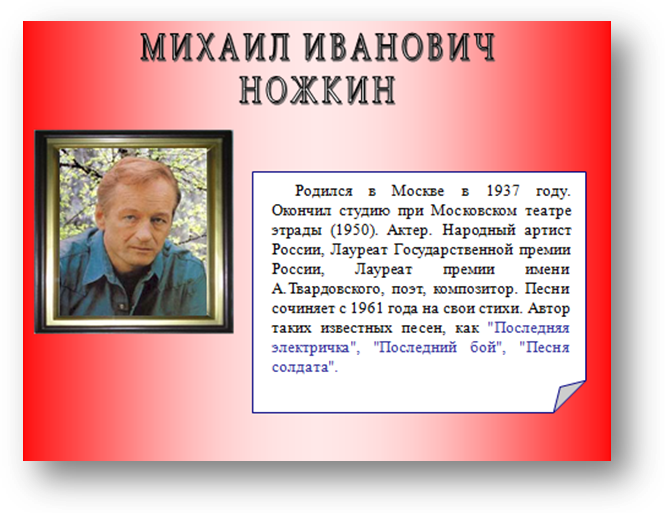 МИХАИЛ ИВАНОВИЧ
НОЖКИН
Родился в Москве в 1937 году.
Окончил студию при Московском театре
этрады (1950). Актер. Народный артист
России, Лауреат Государственной премии
России, Лауреат премии имени
А.Твардовского, поэт, композитор. Песни
сочиняет с 1961 года на свои стихи. Автор
таких известных песен, как "Последняя
электричка", "Последний бой", "Песня
солдата".